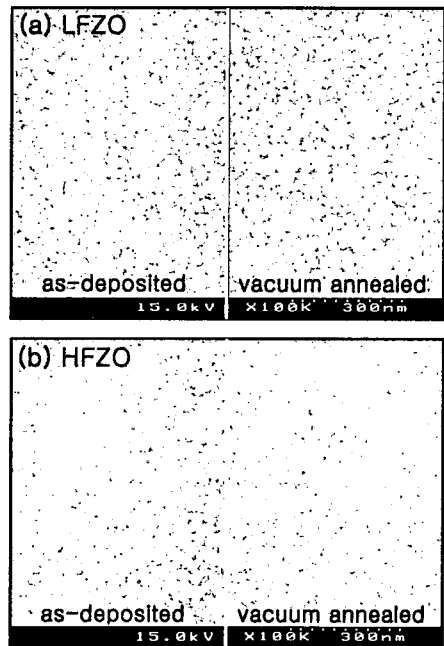 (a) LFZO
as-deposited vacuum annealed
15.0kV X100K 300nm
(b) HFZO
as-deposited vacuum annealed
15.0kV X100K 300nm